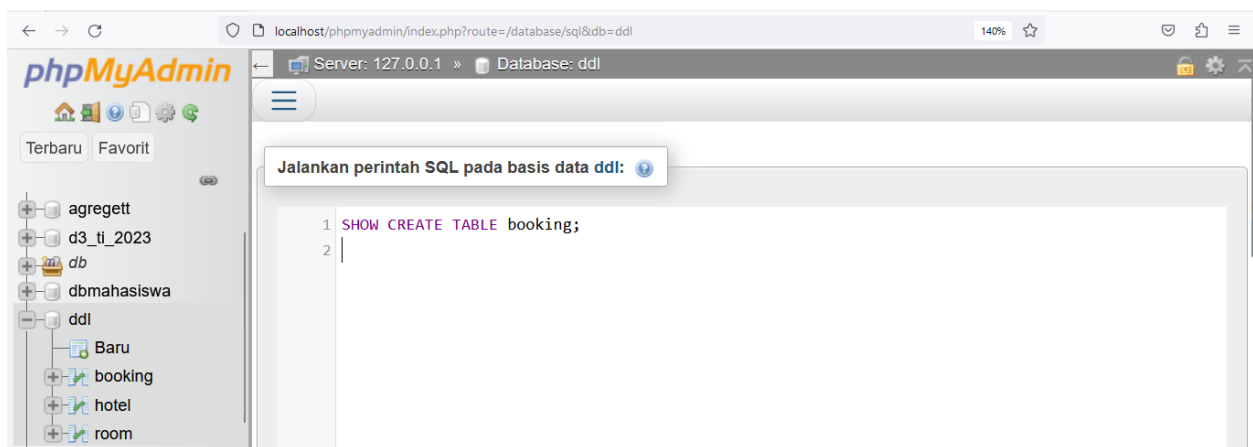 localhost/phpmyadmin/index.php?route=/database/sql&db=ddl
140%
phpMyAdmin
Terbaru Favorit
agregett
d3_ti_2023
db
dbmahasiswa
ddl
Baru
booking
hotel
room
Server: 127.0.0.1 » Database: ddl
Jalankan perintah SQL pada basis data ddl:
1 SHOW CREATE TABLE booking;
2